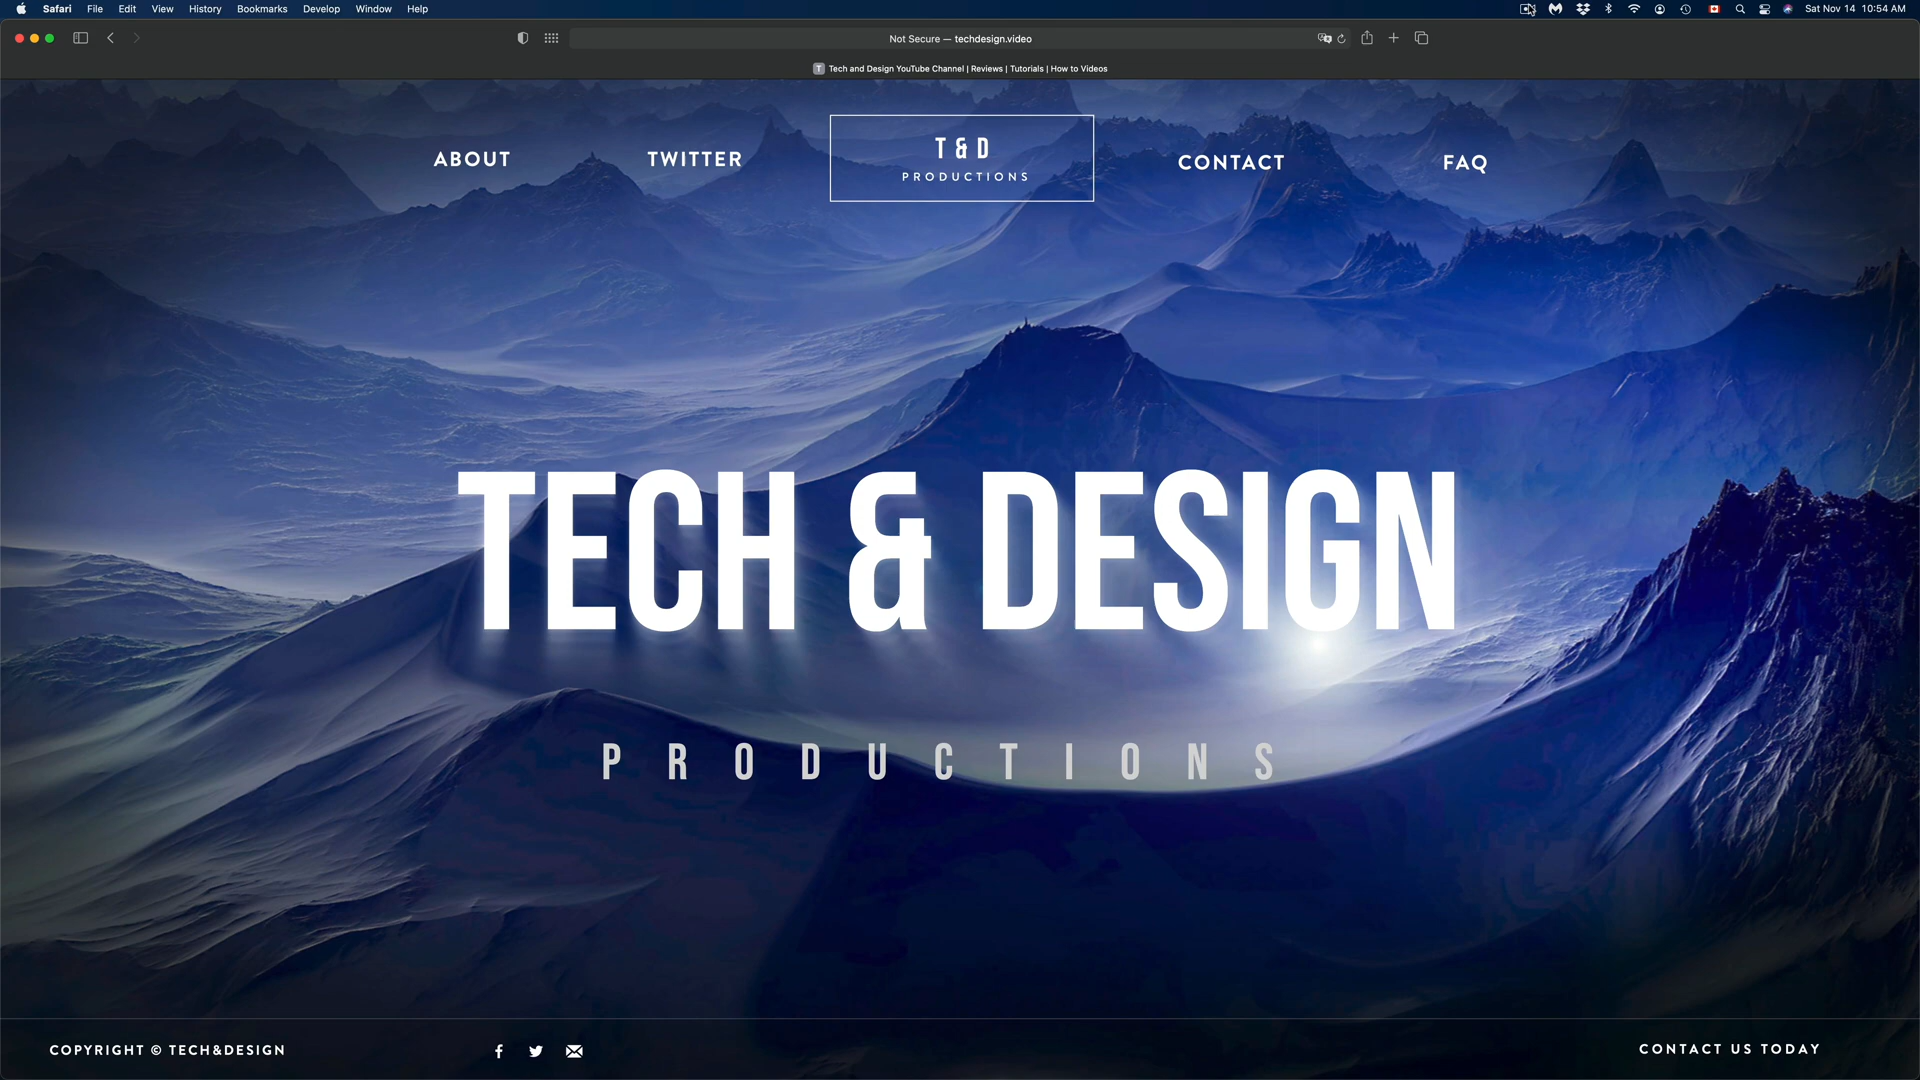 Safari File Edit View History Bookmarks Develop Window Help Sat Nov 14 10:54 AM
Not Secure — techdesign.video
T Tech and Design YouTube Channel | Reviews | Tutorials | How to Videos
ABOUT
TWITTER
T & D
PRODUCTIONS
CONTACT
FAQ
TECH & DESIGN
PRODUCTIONS
COPYRIGHT © TECH&DESIGN
CONTACT US TODAY